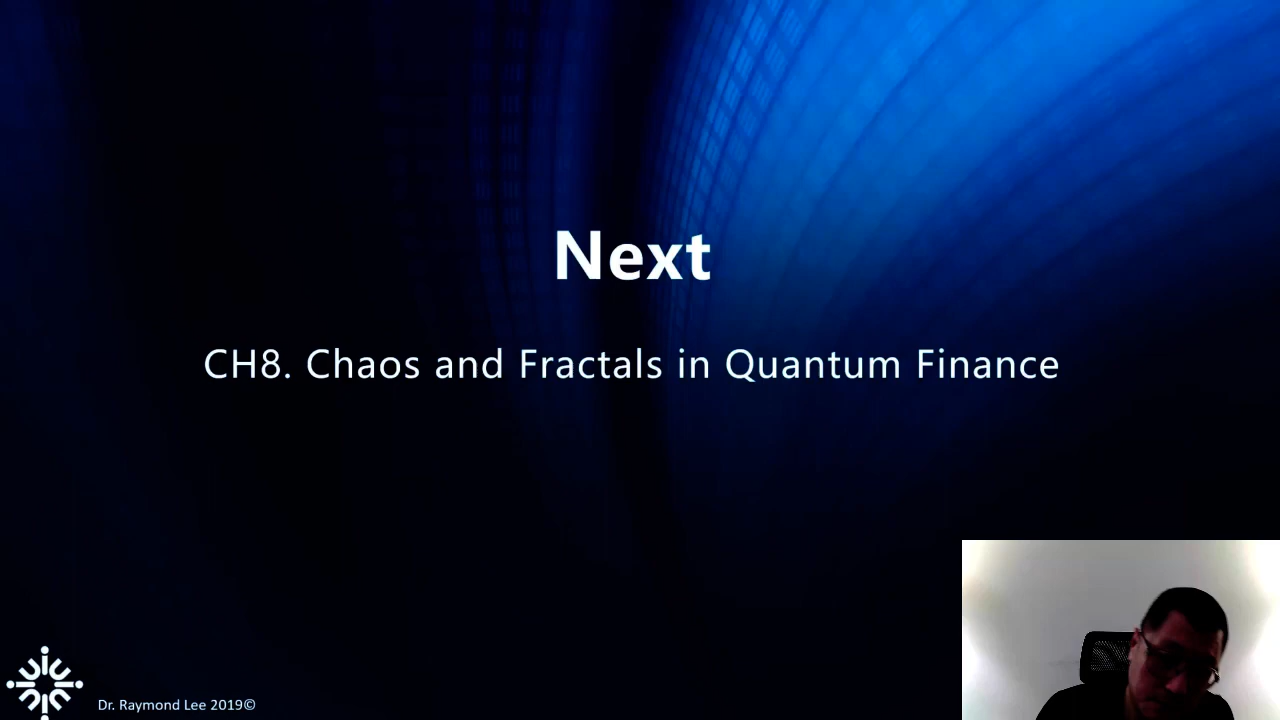 Next
CH8. Chaos and Fractals in Quantum Finance
Dr. Raymond Lee 2019©